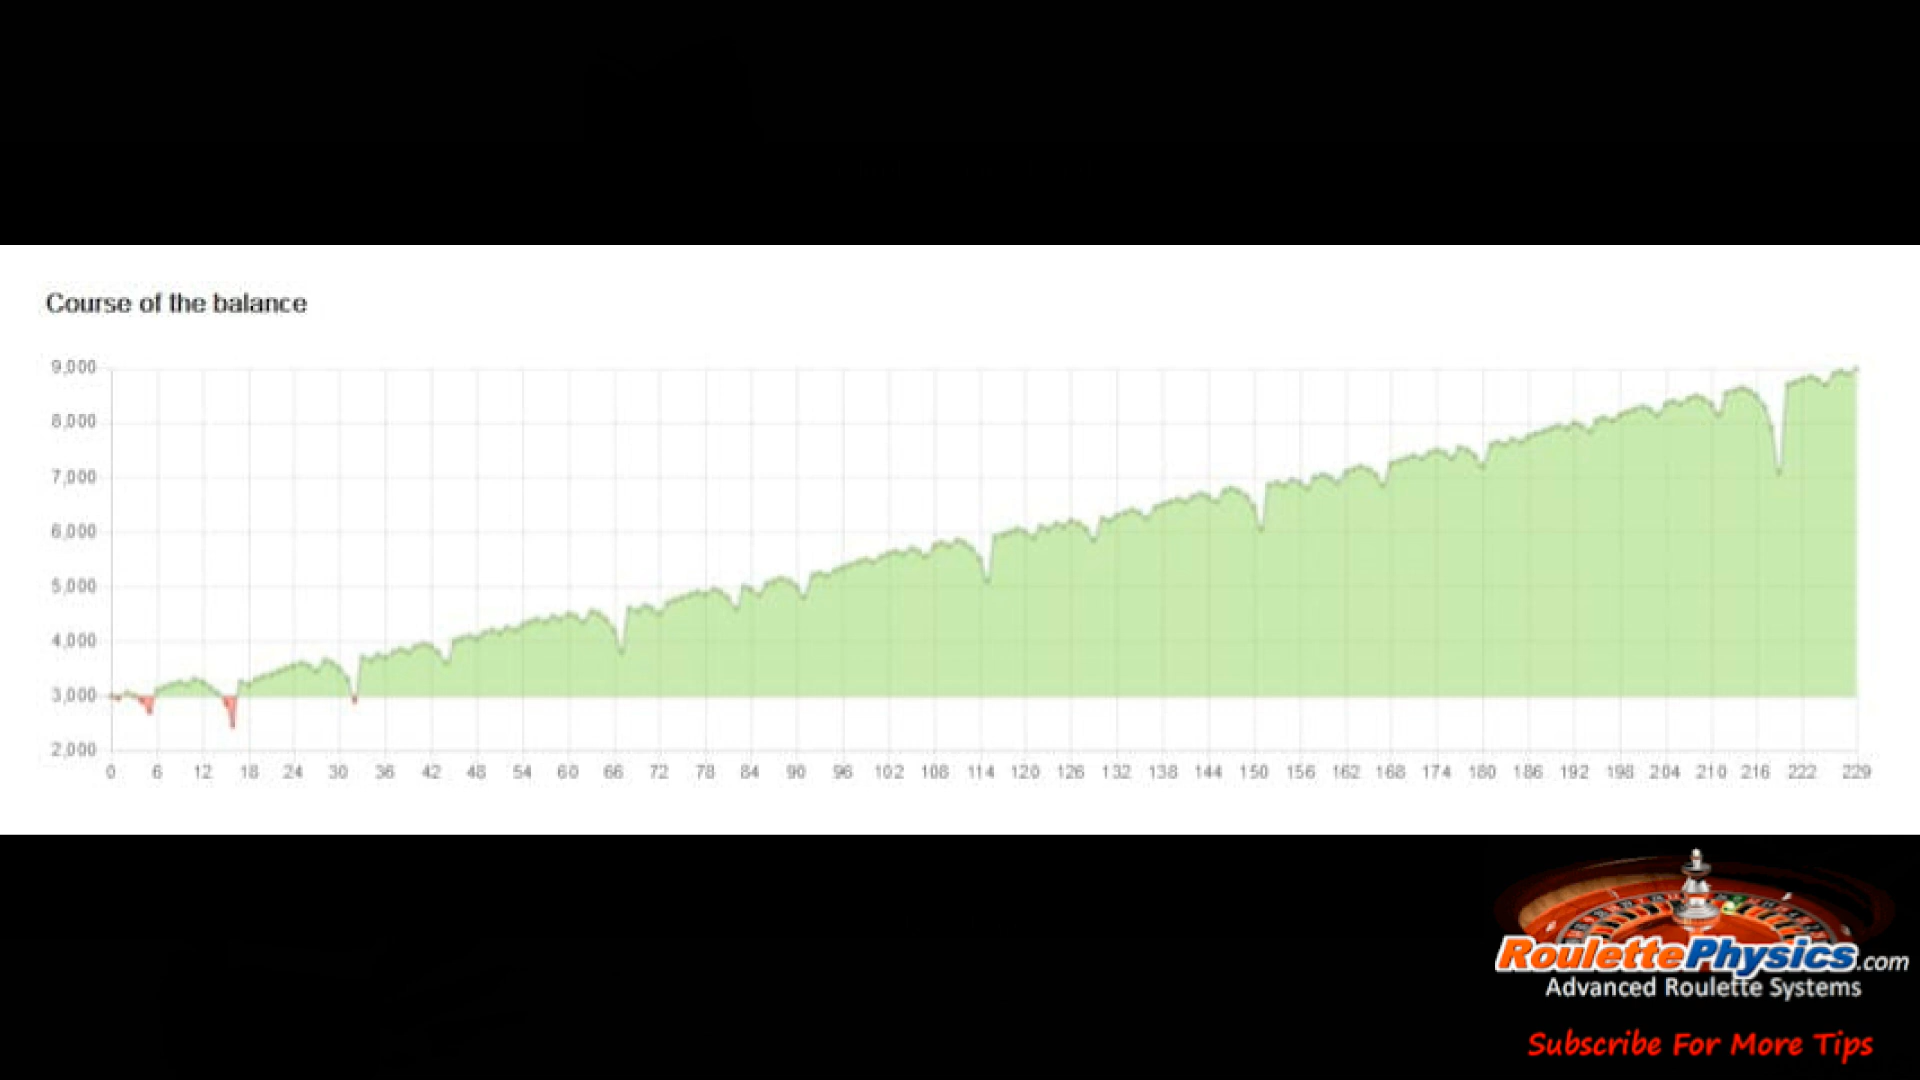 Course of the balance
9,000
8,000
7,000
6,000
5,000
4,000
3,000
2,000
0 6 12 18 24 30 36 42 48 54 60 66 72 78 84 90 96 102 108 114 120 126 132 138 144 150 156 162 168 174 180 186 192 198 204 210 216 222 229
RoulettePhysics.com
Advanced Roulette Systems
Subscribe For More Tips